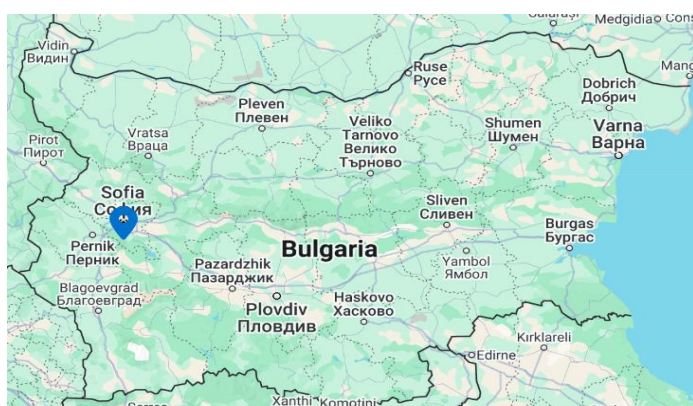 Călărași
Medgidia
Vidin
Видин
Ruse
Русе
Dobrich
Добрич
Pleven
Плевен
Veliko
Tarnovo
Велико
Търново
Shumen
Шумен
Varna
Варна
Pirot
Пирот
Vratsa
Враца
Sofia
София
Sliven
Сливен
Burgas
Бургас
Pernik
Перник
Bulgaria
Yambol
Ямбол
Pazardzhik
Пазарджик
Blagoevgrad
Благоевград
Plovdiv
Пловдив
Haskovo
Хасково
Edirne
Kırklareli
Xanthi
Komotini